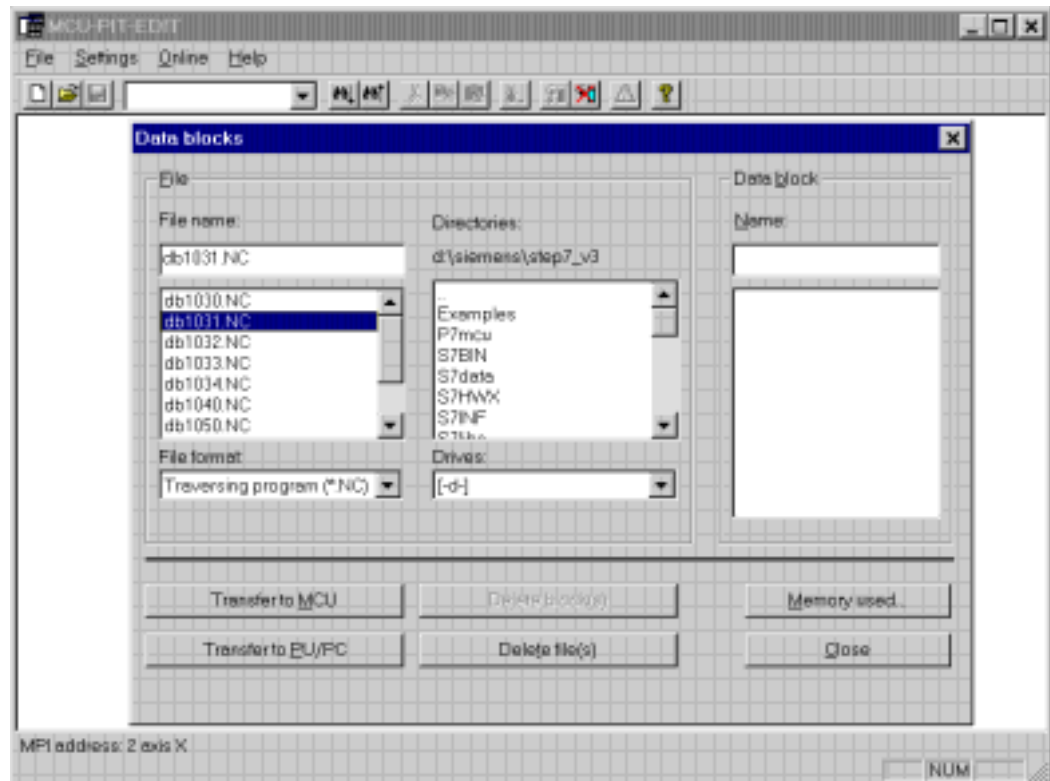 MCU-PIT-EDIT
File Settings Online Help
Data blocks
File
Data block
File name:
Directories:
Name:
db1031.NC
d:\siemens\step7_v3
db1030.NC
db1031.NC
db1032.NC
db1033.NC
db1034.NC
db1040.NC
db1050.NC
..
Examples
P7mcu
S7BIN
S7data
S7HWX
S7INF
File format
Drives:
Traversing program (*.NC)
[-d-]
Transfer to MCU
Delete block(s)
Memory used..
Transfer to PU/PC
Delete file(s)
Close
MPI address: 2 axis X
NUM